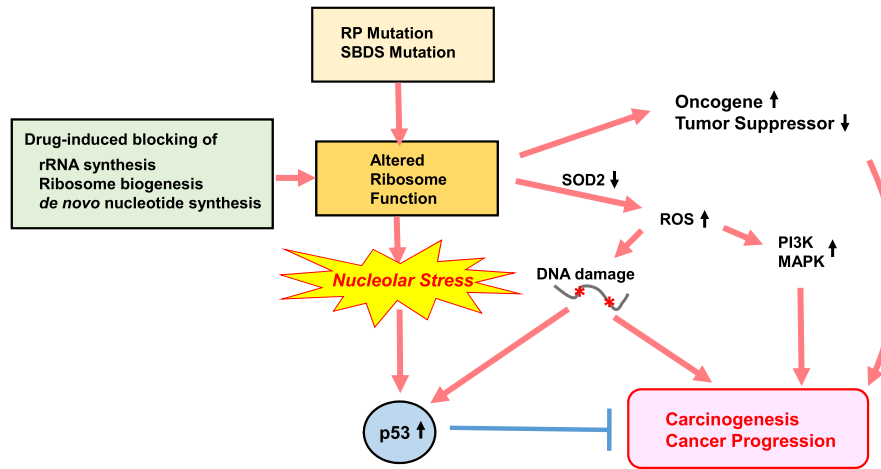 RP Mutation
SBDS Mutation
Oncogene
Tumor Suppressor
Drug-induced blocking of
rRNA synthesis
Ribosome biogenesis
de novo nucleotide synthesis
Altered
Ribosome
Function
SOD2
ROS
PI3K
MAPK
Nucleolar Stress
DNA damage
p53
Carcinogenesis
Cancer Progression